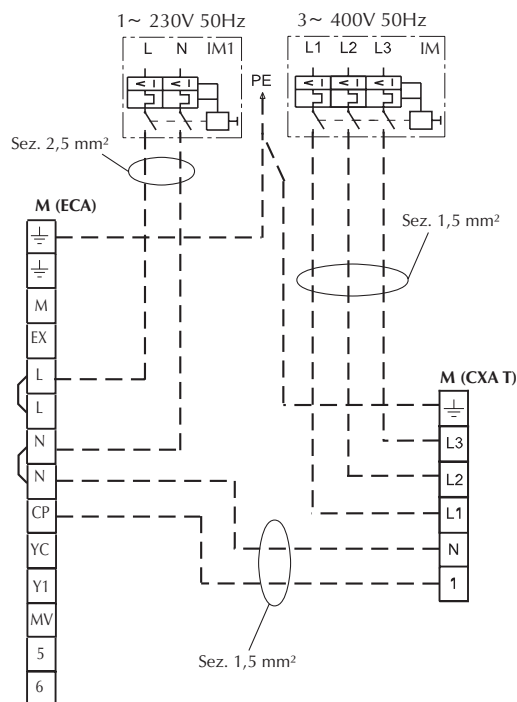 1~ 230V 50Hz
3~ 400V 50Hz
L N IM1
L1 L2 L3 IM
PE
Sez. 2,5 mm²
Sez. 1,5 mm²
M (ECA)
M
EX
L
L
N
N
CP
YC
Y1
MV
5
6
M (CXA T)
L3
L2
L1
N
1
Sez. 1,5 mm²